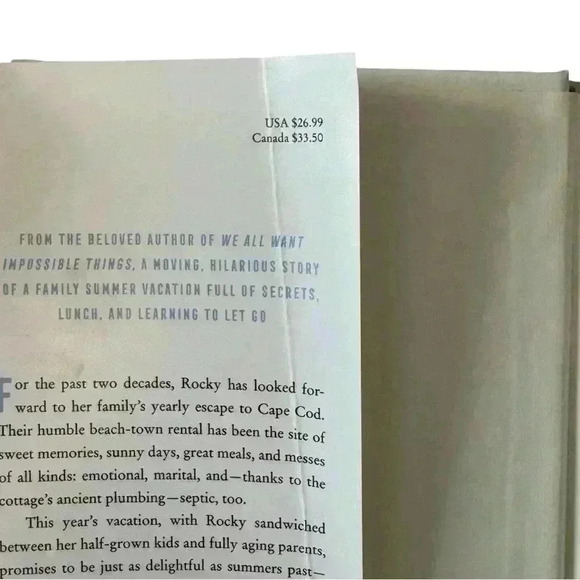 USA $26.99
Canada $33.50
FROM THE BELOVED AUTHOR OF WE ALL WANT
IMPOSSIBLE THINGS, A MOVING, HILARIOUS STORY
OF A FAMILY SUMMER VACATION FULL OF SECRETS,
LUNCH, AND LEARNING TO LET GO
For the past two decades, Rocky has looked for-
ward to her family's yearly escape to Cape Cod.
Their humble beach-town rental has been the site of
sweet memories, sunny days, great meals, and messes
of all kinds: emotional, marital, and—thanks to the
cottage's ancient plumbing—septic, too.
This year's vacation, with Rocky sandwiched
between her half-grown kids and fully aging parents,
promises to be just as delightful as summers past—